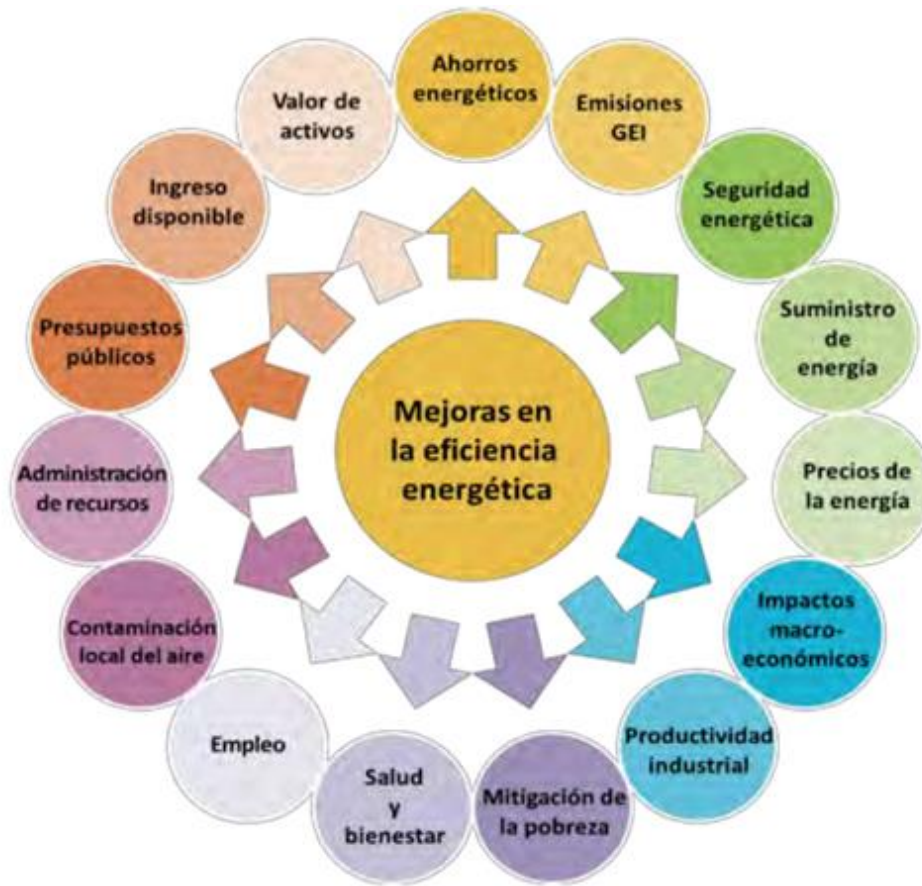 Ahorros
energéticos
Emisiones
GEI
Seguridad
energética
Suministro
de
energía
Precios de
la energía
Impactos
macro-
económicos
Productividad
industrial
Mitigación de
la pobreza
Salud
y
bienestar
Empleo
Contaminación
local del aire
Administración
de recursos
Presupuestos
públicos
Ingreso
disponible
Valor de
activos
Mejoras en
la eficiencia
energética